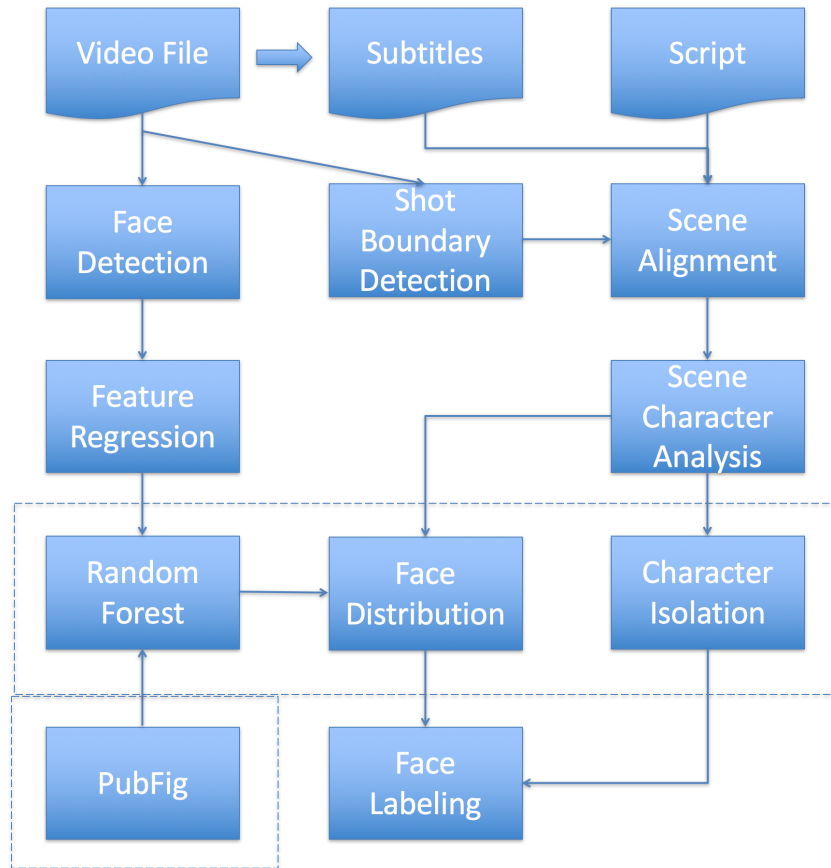 Video File
Subtitles
Script
Face
Detection
Shot
Boundary
Detection
Scene
Alignment
Feature
Regression
Scene
Character
Analysis
Random
Forest
Face
Distribution
Character
Isolation
PubFig
Face
Labeling